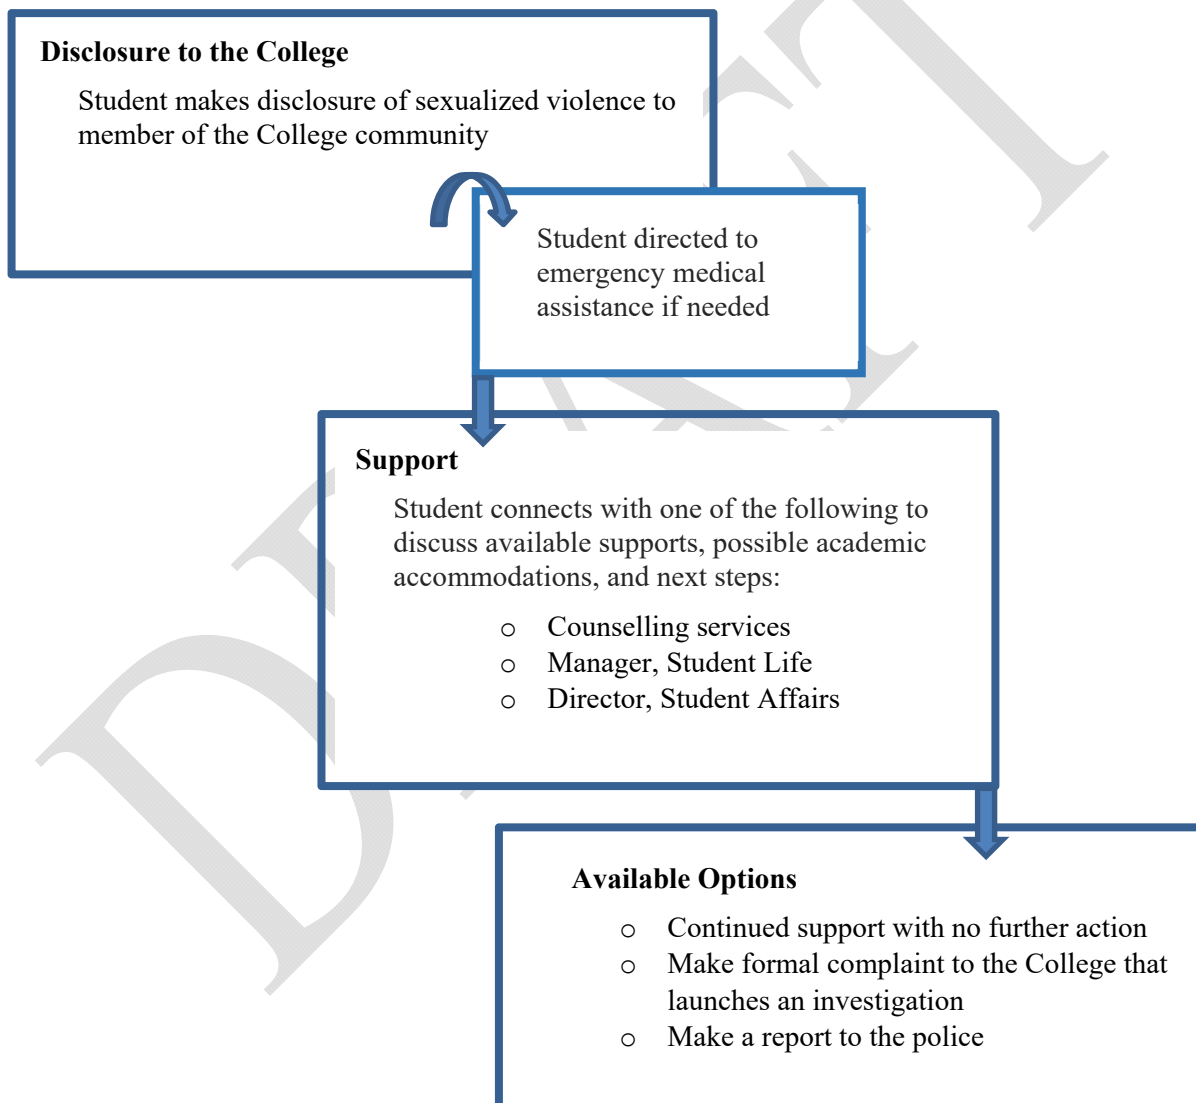 Disclosure to the College
Student makes disclosure of sexualized violence to
member of the College community
Student directed to
emergency medical
assistance if needed
Support
Student connects with one of the following to
discuss available supports, possible academic
accommodations, and next steps:
o Counselling services
o Manager, Student Life
o Director, Student Affairs
Available Options
o Continued support with no further action
o Make formal complaint to the College that
launches an investigation
o Make a report to the police
DRAFT